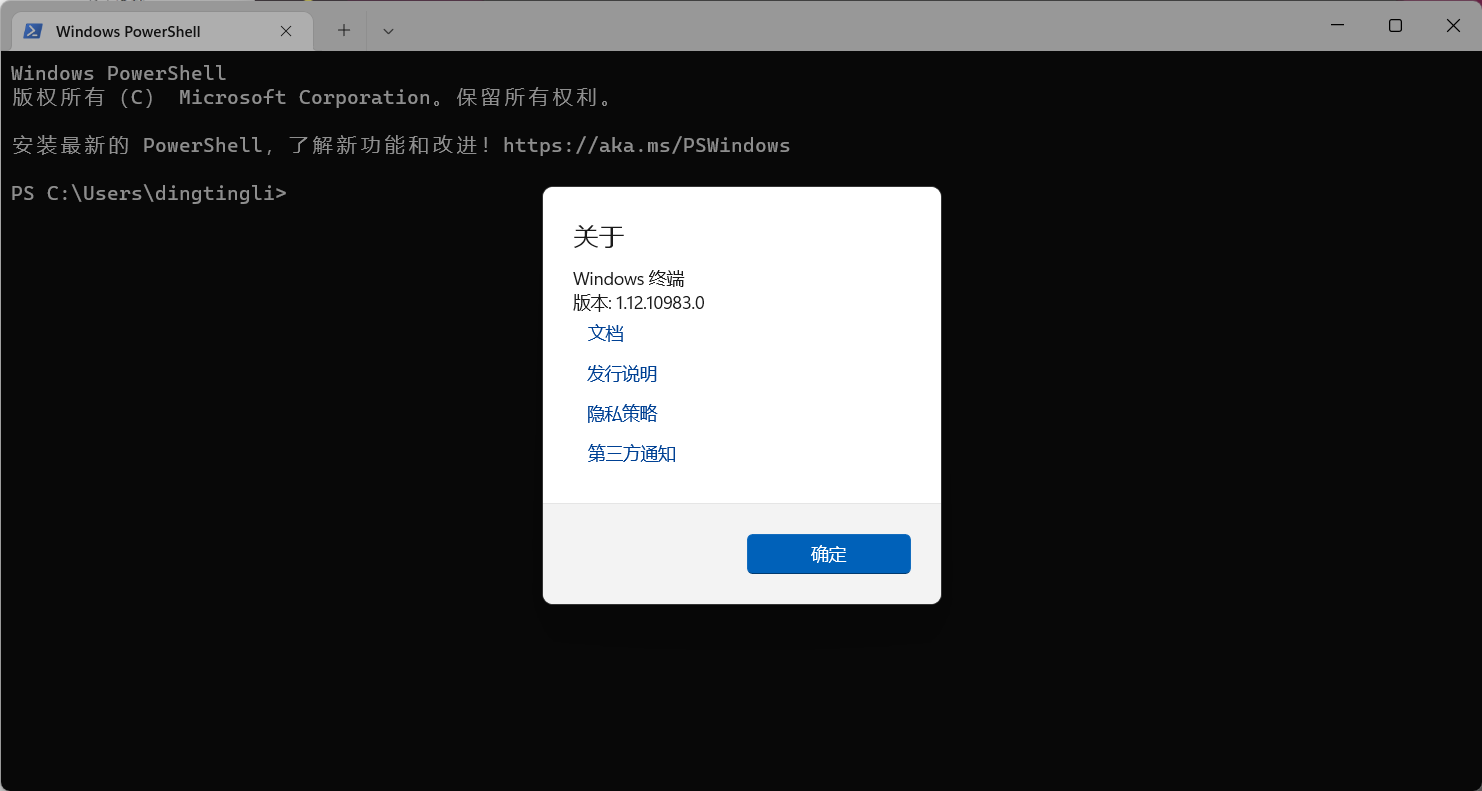 Windows PowerShell
Windows PowerShell
版权所有（C） Microsoft Corporation。保留所有权利。
安装最新的 PowerShell，了解新功能和改进！https://aka.ms/PSWindows
PS C:\Users\dingtingli>
关于
Windows 终端
版本: 1.12.10983.0
文档
发行说明
隐私策略
第三方通知
确定